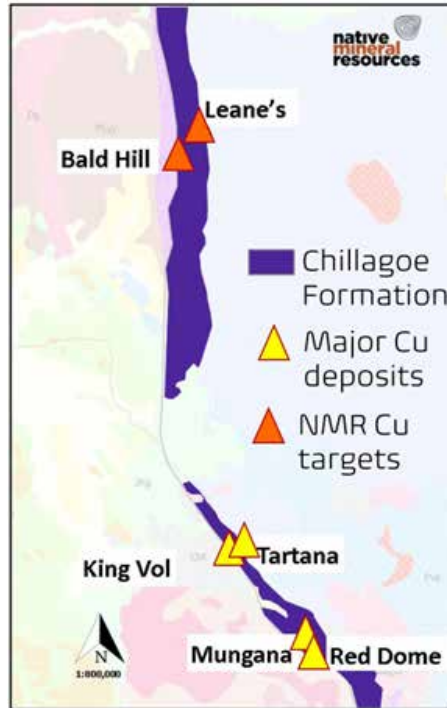 native
mineral
resources
Leane's
Bald Hill
Chillagoe
Formation
Major Cu
deposits
NMR Cu
targets
King Vol
Tartana
Mungana
Red Dome
N
1:800,000